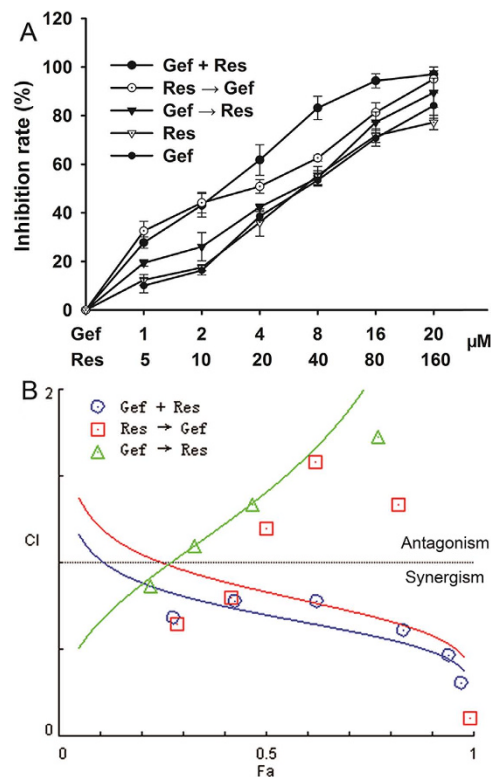 A
Inhibition rate (%)
120
100
80
60
40
20
0
Gef + Res
Res → Gef
Gef → Res
Res
Gef
Gef 1 2 4 8 16 20
Res 5 10 20 40 80 160
µM
B
2
CI
0
Gef + Res
Res → Gef
Gef → Res
Antagonism
Synergism
0 0.5 1
Fa